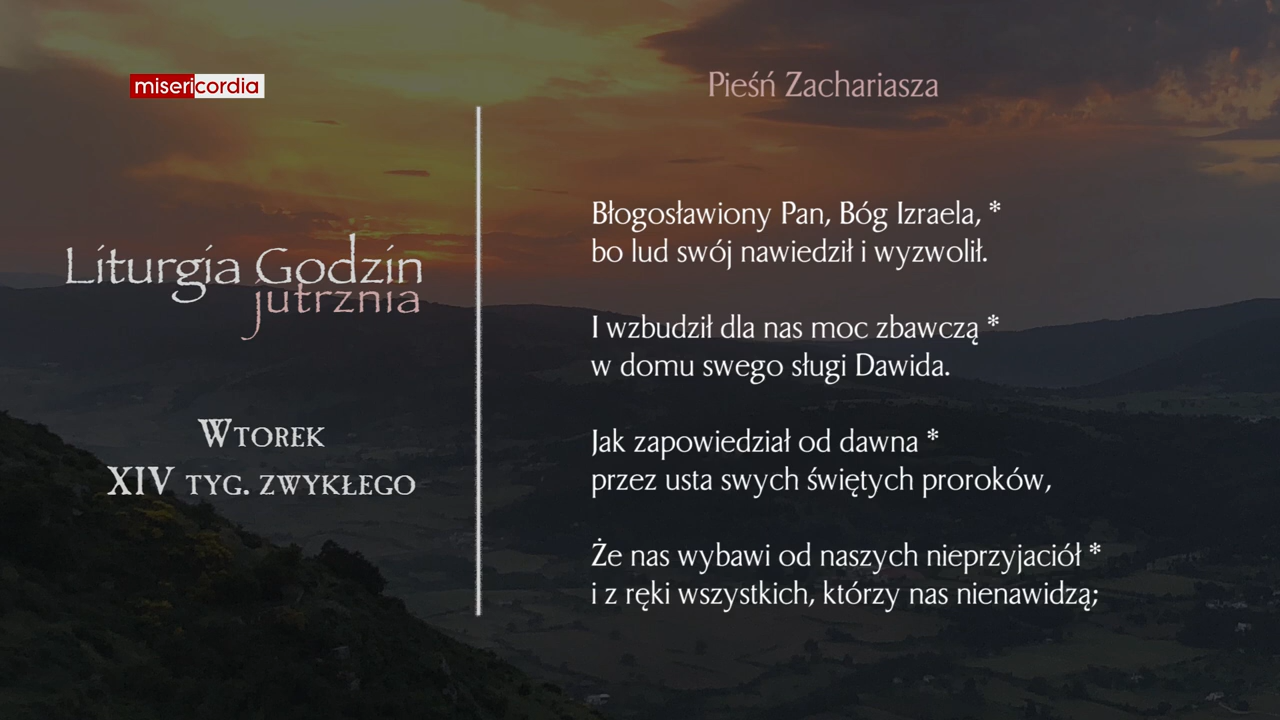 misericordia
Liturgia Godzin
jutrznia
Wtorek
XIV tyg. zwykłego
Pieśń Zachariasza
Błogosławiony Pan, Bóg Izraela, *
bo lud swój nawiedził i wyzwolił.
I wzbudził dla nas moc zbawczą *
w domu swego sługi Dawida.
Jak zapowiedział od dawna *
przez usta swych świętych proroków,
Że nas wybawi od naszych nieprzyjaciół *
i z ręki wszystkich, którzy nas nienawidzą;